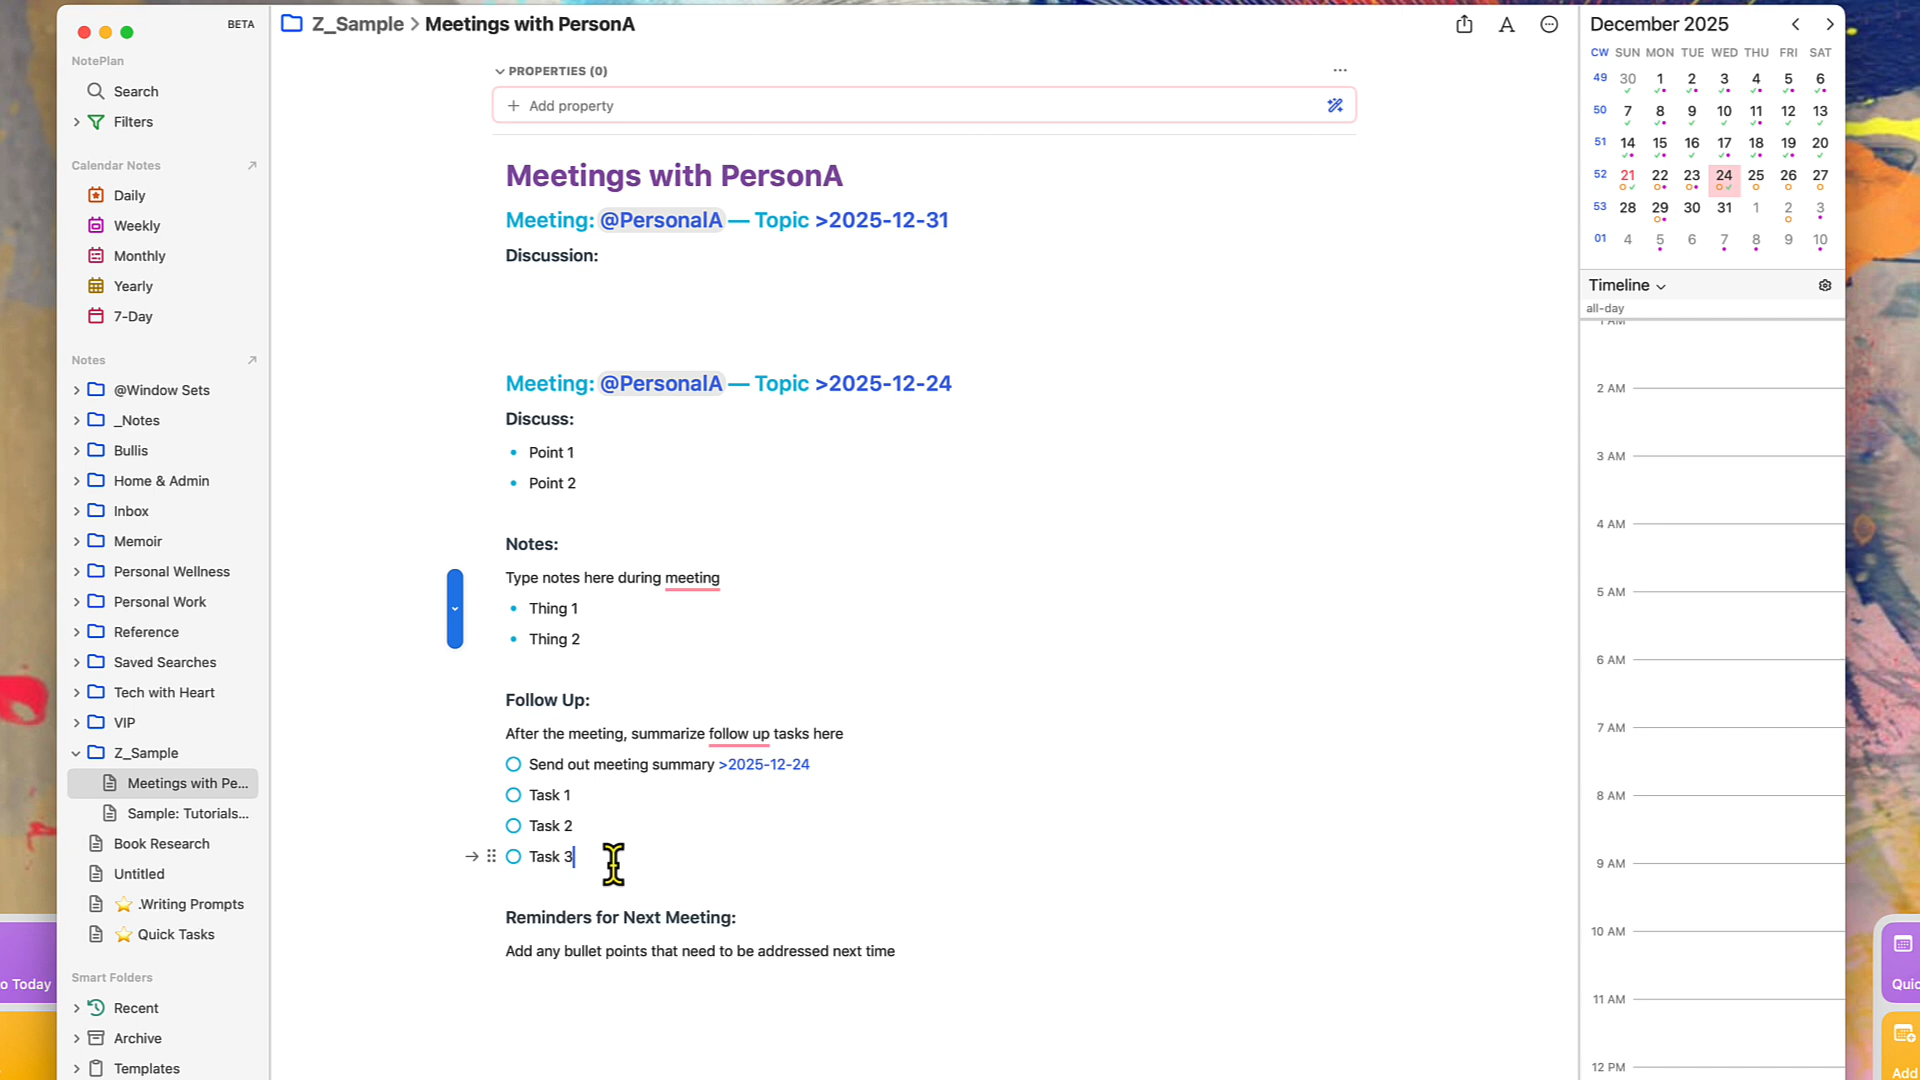 BETA
NotePlan
Search
Filters
Calendar Notes
Daily
Weekly
Monthly
Yearly
7-Day
Notes
@Window Sets
_Notes
Bullis
Home & Admin
Inbox
Memoir
Personal Wellness
Personal Work
Reference
Saved Searches
Tech with Heart
VIP
Z_Sample
Meetings with Pe...
Sample: Tutorials...
Book Research
Untitled
.Writing Prompts
Quick Tasks
Smart Folders
Recent
Archive
Templates
Z_Sample > Meetings with PersonA
PROPERTIES (0)
Add property
Meetings with PersonA
Meeting: @PersonalA — Topic >2025-12-31
Discussion:
Meeting: @PersonalA — Topic >2025-12-24
Discuss:
• Point 1
• Point 2
Notes:
Type notes here during meeting
• Thing 1
• Thing 2
Follow Up:
After the meeting, summarize follow up tasks here
Send out meeting summary >2025-12-24
Task 1
Task 2
Task 3
Reminders for Next Meeting:
Add any bullet points that need to be addressed next time
December 2025
CW SUN MON TUE WED THU FRI SAT
49 30 1 2 3 4 5 6
50 7 8 9 10 11 12 13
51 14 15 16 17 18 19 20
52 21 22 23 24 25 26 27
53 28 29 30 31 1 2 3
01 4 5 6 7 8 9 10
Timeline
all-day
1 AM
2 AM
3 AM
4 AM
5 AM
6 AM
7 AM
8 AM
9 AM
10 AM
11 AM
12 PM
o Today
Quic
Add